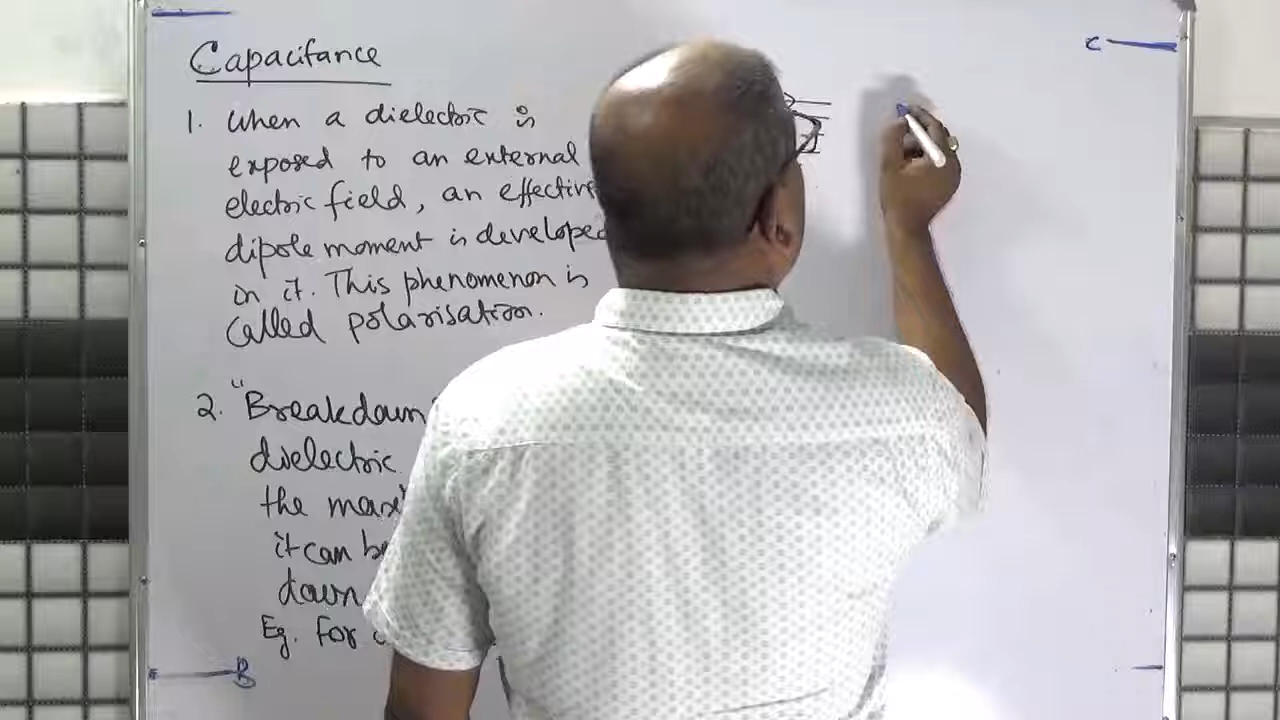 Capacitance
C
1. When a dielectric is
exposed to an external
electric field, an effective
dipole moment is developed
in it. This phenomenon is
called polarisation.
2. "Breakdown
dielectric
the max
it can be
down
Eg. for
B